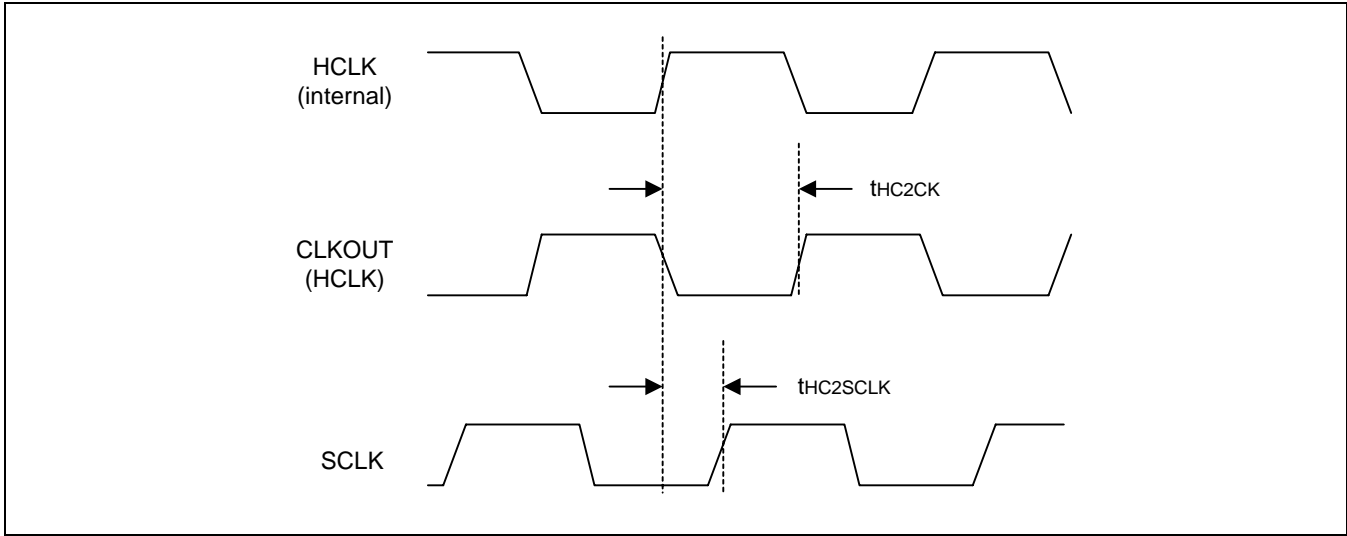 HCLK
(internal)
tHC2CK
CLKOUT
(HCLK)
tHC2SCLK
SCLK